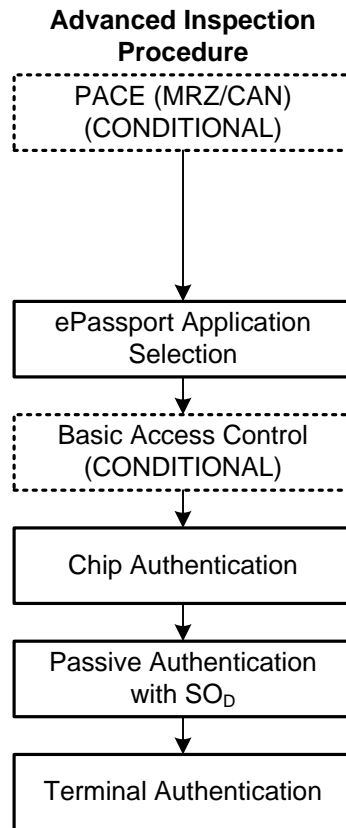 Advanced Inspection
Procedure
PACE (MRZ/CAN)
(CONDITIONAL)
ePassport Application
Selection
Basic Access Control
(CONDITIONAL)
Chip Authentication
Passive Authentication
with SO_D
Terminal Authentication